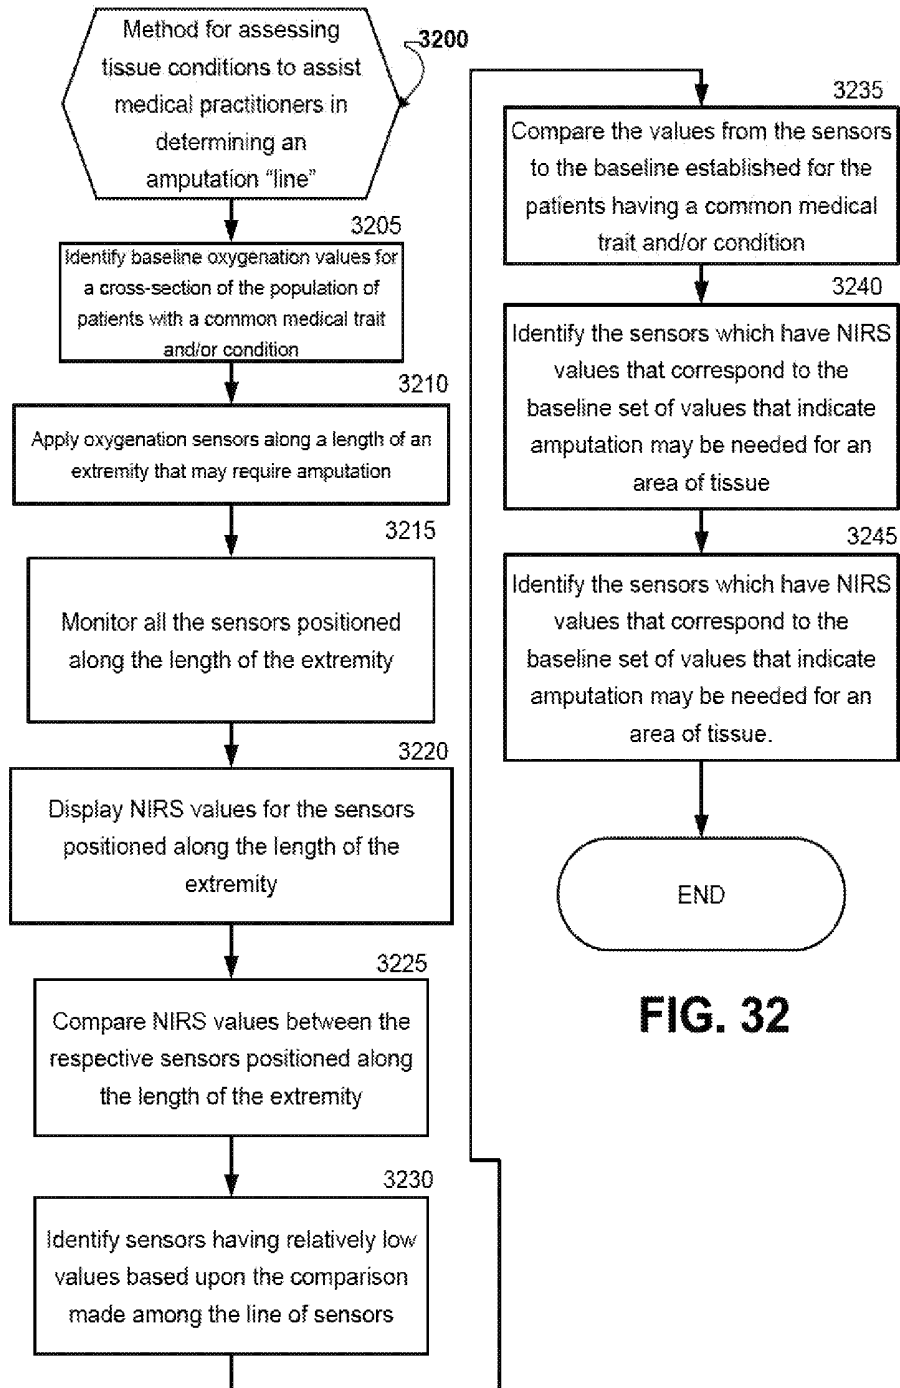 Method for assessing
tissue conditions to assist
medical practitioners in
determining an
amputation “line”
3200
3205
Identify baseline oxygenation values for
a cross-section of the population of
patients with a common medical trait
and/or condition
3210
Apply oxygenation sensors along a length of an
extremity that may require amputation
3215
Monitor all the sensors positioned
along the length of the extremity
3220
Display NIRS values for the sensors
positioned along the length of the
extremity
3225
Compare NIRS values between the
respective sensors positioned along
the length of the extremity
3230
Identify sensors having relatively low
values based upon the comparison
made among the line of sensors
3235
Compare the values from the sensors
to the baseline established for the
patients having a common medical
trait and/or condition
3240
Identify the sensors which have NIRS
values that correspond to the
baseline set of values that indicate
amputation may be needed for an
area of tissue
3245
Identify the sensors which have NIRS
values that correspond to the
baseline set of values that indicate
amputation may be needed for an
area of tissue.
END
FIG. 32